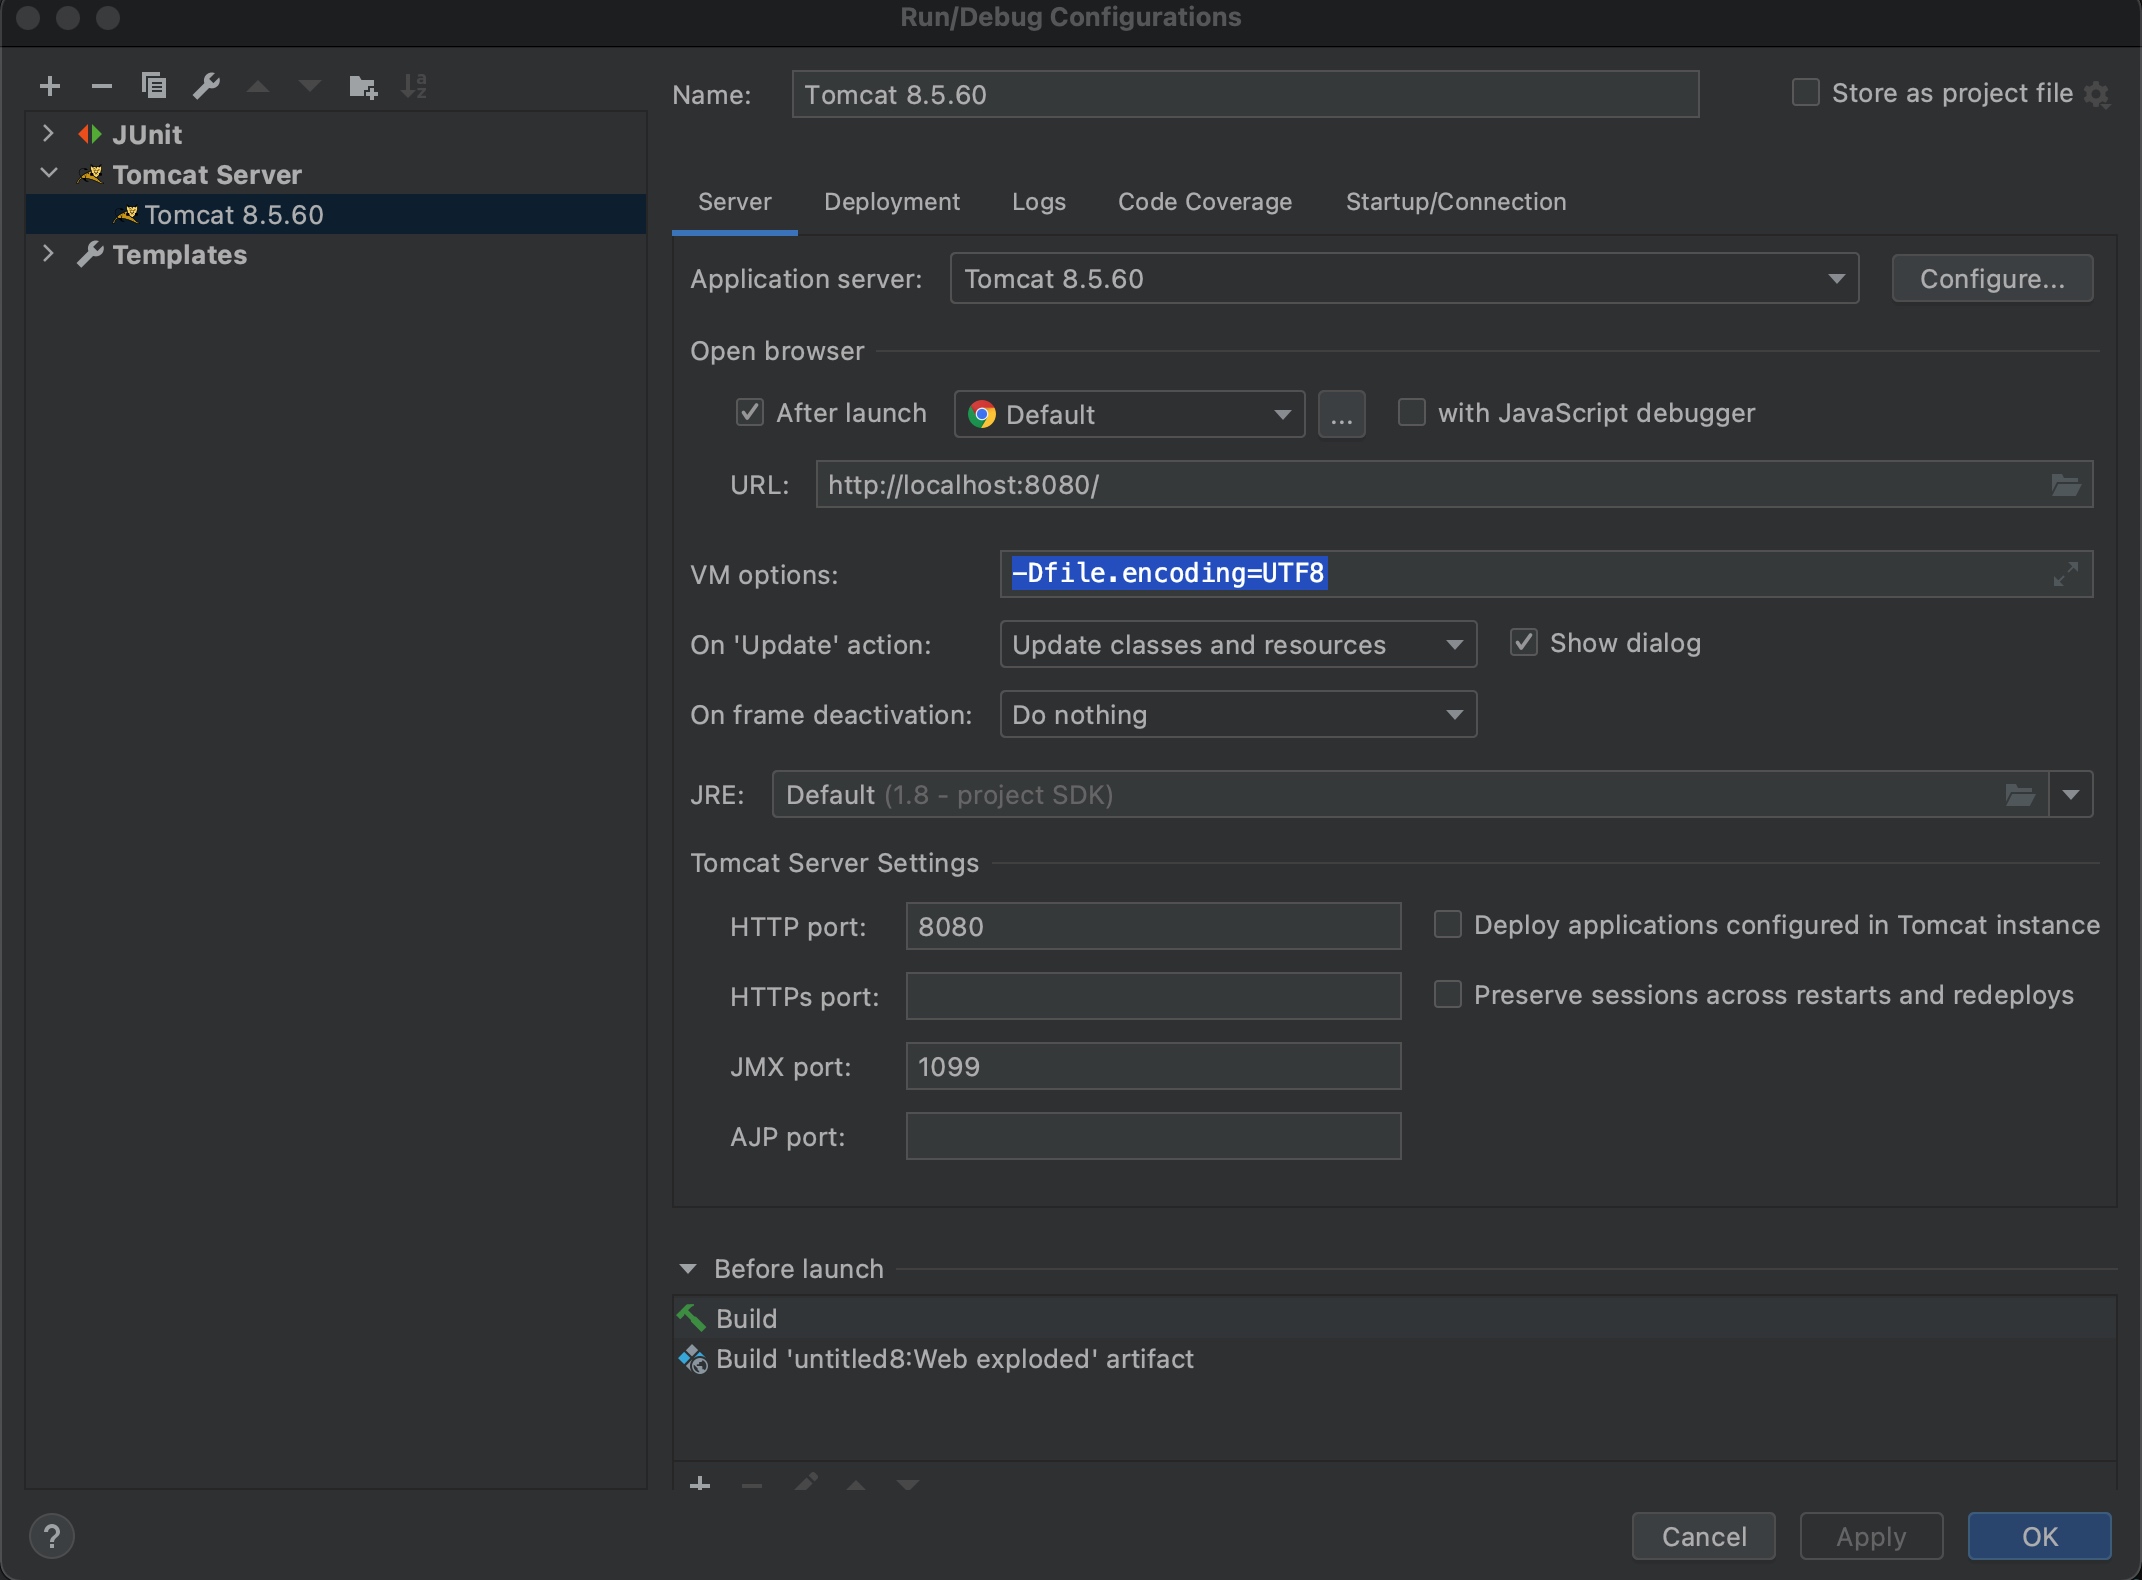 Run/Debug Configurations
Name: Tomcat 8.5.60 Store as project file
JUnit
Tomcat Server
Tomcat 8.5.60
Templates
Server Deployment Logs Code Coverage Startup/Connection
Application server: Tomcat 8.5.60 Configure...
Open browser
After launch Default ... with JavaScript debugger
URL: http://localhost:8080/
VM options: -Dfile.encoding=UTF8
On 'Update' action: Update classes and resources Show dialog
On frame deactivation: Do nothing
JRE: Default (1.8 - project SDK)
Tomcat Server Settings
HTTP port: 8080 Deploy applications configured in Tomcat instance
HTTPs port: Preserve sessions across restarts and redeploys
JMX port: 1099
AJP port:
Before launch
Build
Build 'untitled8:Web exploded' artifact
? Cancel Apply OK